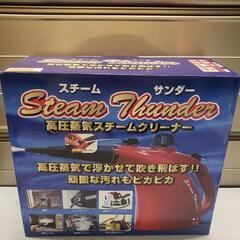 スチーム サンダー
Steam Thunder
高圧蒸気スチームクリーナー
高圧蒸気で浮かせて吹き飛ばす!!
頑固な汚れもピカピカ
Steam Thunder